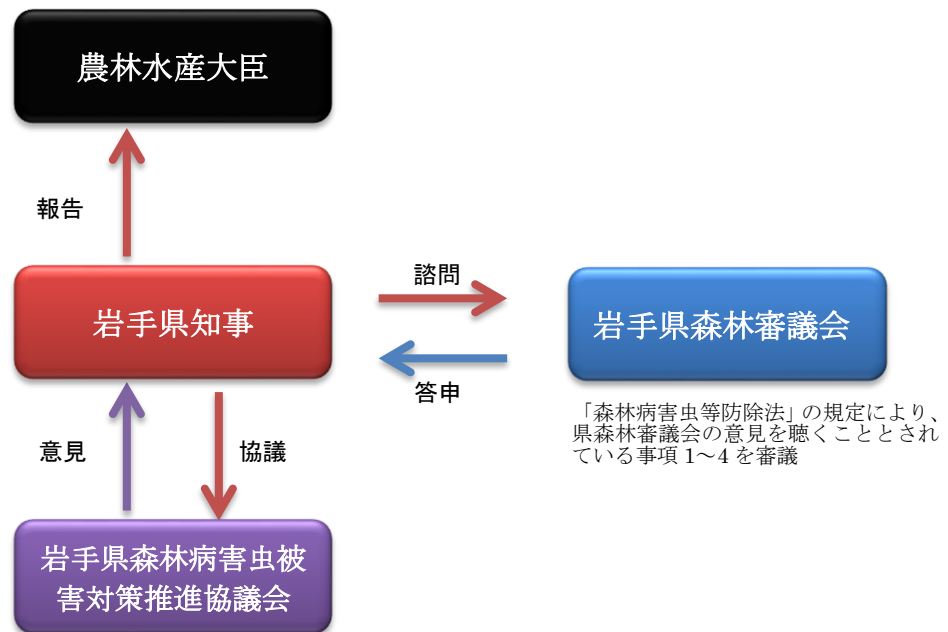 農林水産大臣
報告
諮問
岩手県知事
岩手県森林審議会
答申
「森林病害虫等防除法」の規定により、
県森林審議会の意見を聴くこととされ
ている事項 1～4 を審議
意見
協議
岩手県森林病害虫被
害対策推進協議会